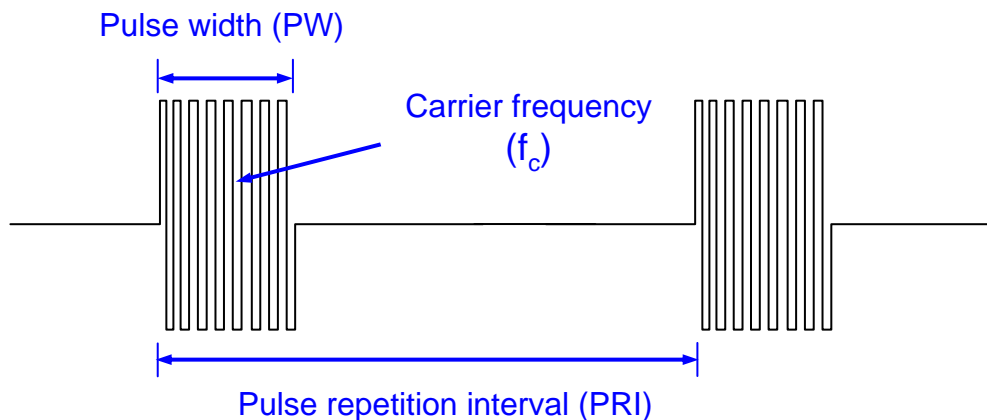 Pulse width (PW)
Carrier frequency
(fc)
Pulse repetition interval (PRI)